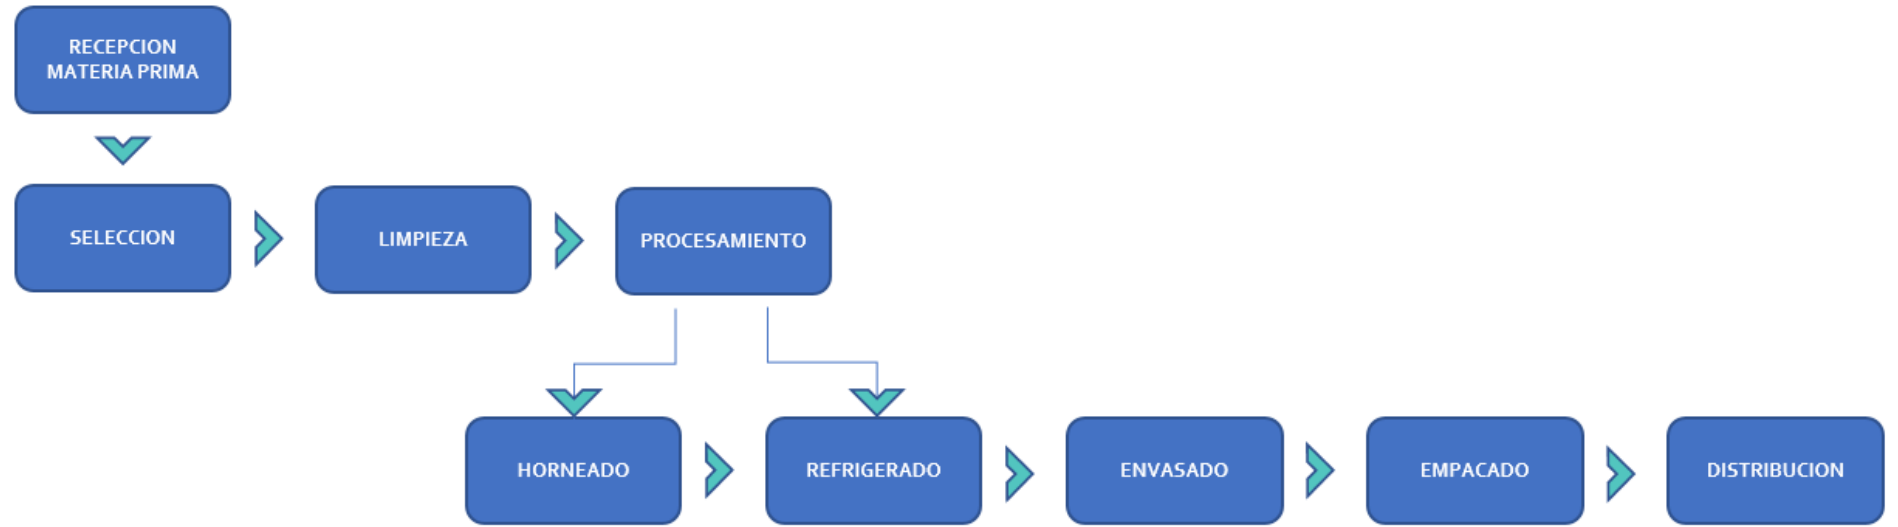 RECEPCION
MATERIA PRIMA
SELECCION
LIMPIEZA
PROCESAMIENTO
HORNEADO
REFRIGERADO
ENVASADO
EMPACADO
DISTRIBUCION